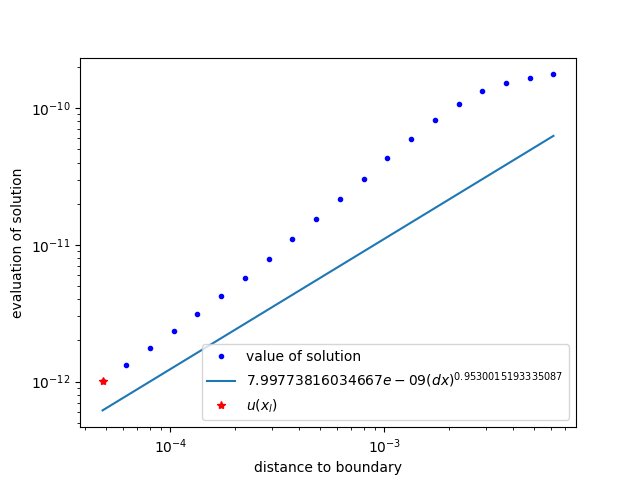 10⁻¹⁰
10⁻¹¹
10⁻¹²
evaluation of solution
value of solution
7.99773816034667e − 09(dx)^0.9530015193335087
u(x_l)
10⁻⁴
10⁻³
distance to boundary